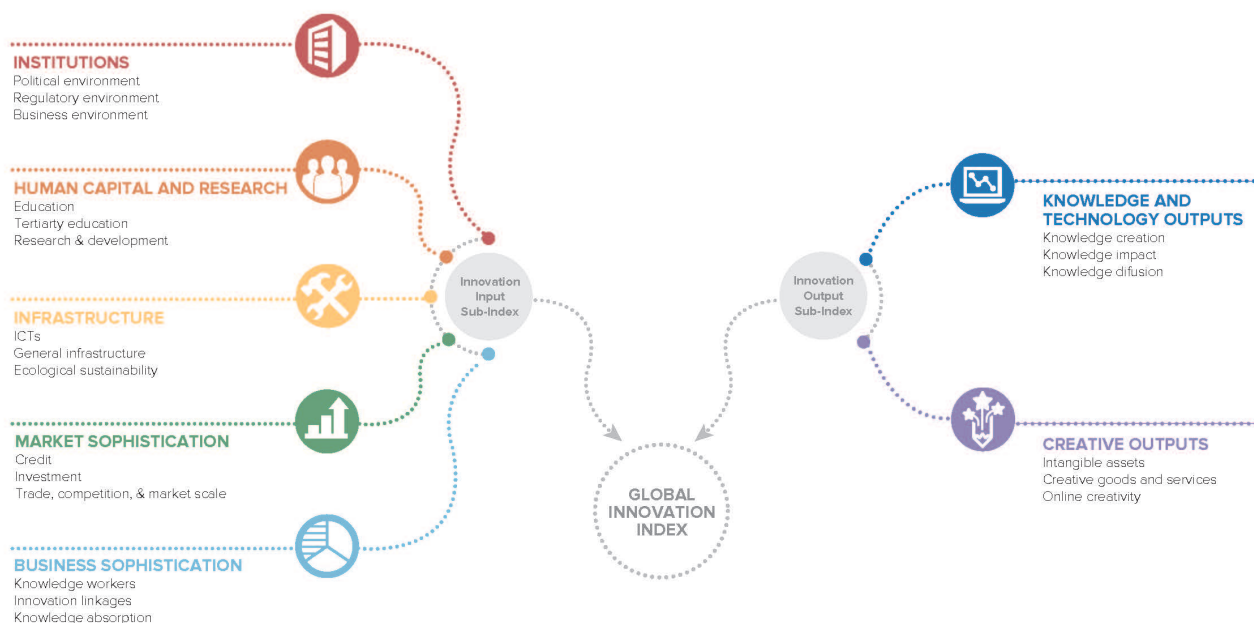 INSTITUTIONS
Political environment
Regulatory environment
Business environment
HUMAN CAPITAL AND RESEARCH
Education
Tertiarty education
Research & development
INFRASTRUCTURE
ICTs
General infrastructure
Ecological sustainability
MARKET SOPHISTICATION
Credit
Investment
Trade, competition, & market scale
BUSINESS SOPHISTICATION
Knowledge workers
Innovation linkages
Knowledge absorption
Innovation
Input
Sub-Index
GLOBAL
INNOVATION
INDEX
Innovation
Output
Sub-Index
KNOWLEDGE AND
TECHNOLOGY OUTPUTS
Knowledge creation
Knowledge impact
Knowledge difusion
CREATIVE OUTPUTS
Intangible assets
Creative goods and services
Online creativity